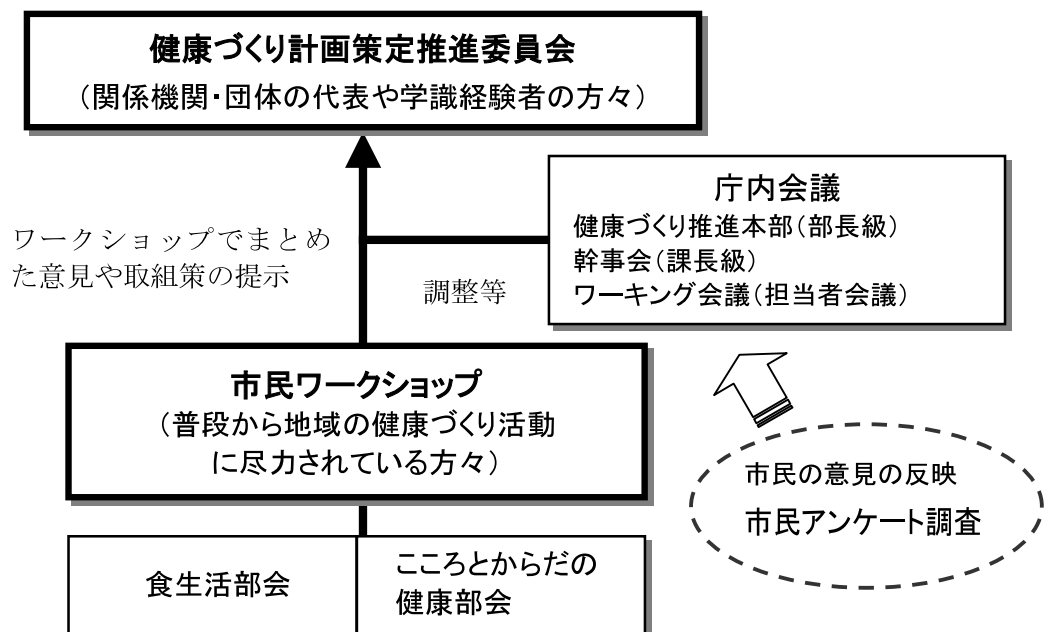 健康づくり計画策定推進委員会
（関係機関・団体の代表や学識経験者の方々）
庁内会議
健康づくり推進本部（部長級）
幹事会（課長級）
ワーキング会議（担当者会議）
ワークショップでまとめ
た意見や取組策の提示
調整等
市民ワークショップ
（普段から地域の健康づくり活動
に尽力されている方々）
市民の意見の反映
市民アンケート調査
食生活部会
こころとからだの
健康部会